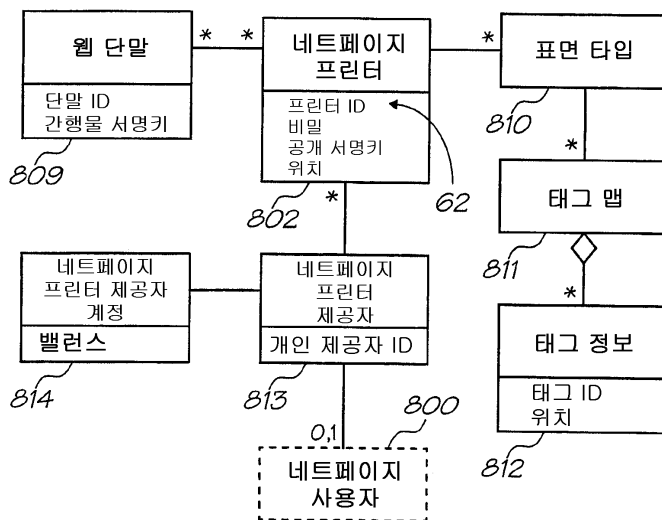 웹 단말
단말 ID
간행물 서명키
809
*
*
네트페이지
프린터
프린터 ID
비밀
공개 서명키
위치
802
62
*
표면 타입
810
*
태그 맵
811
*
태그 정보
태그 ID
위치
812
*
네트페이지
프린터 제공자
계정
밸런스
814
네트페이지
프린터
제공자
개인 제공자 ID
813
0,1
800
네트페이지
사용자